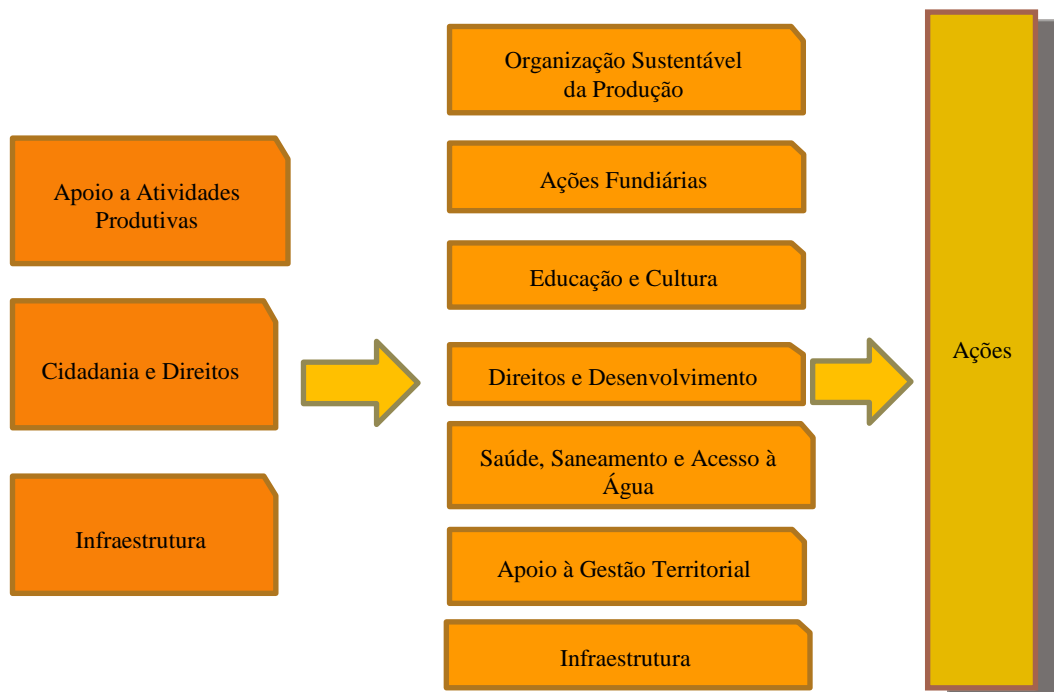 Apoio a Atividades
Produtivas
Cidadania e Direitos
Infraestrutura
Organização Sustentável
da Produção
Ações Fundiárias
Educação e Cultura
Direitos e Desenvolvimento
Saúde, Saneamento e Acesso à
Água
Apoio à Gestão Territorial
Infraestrutura
Ações